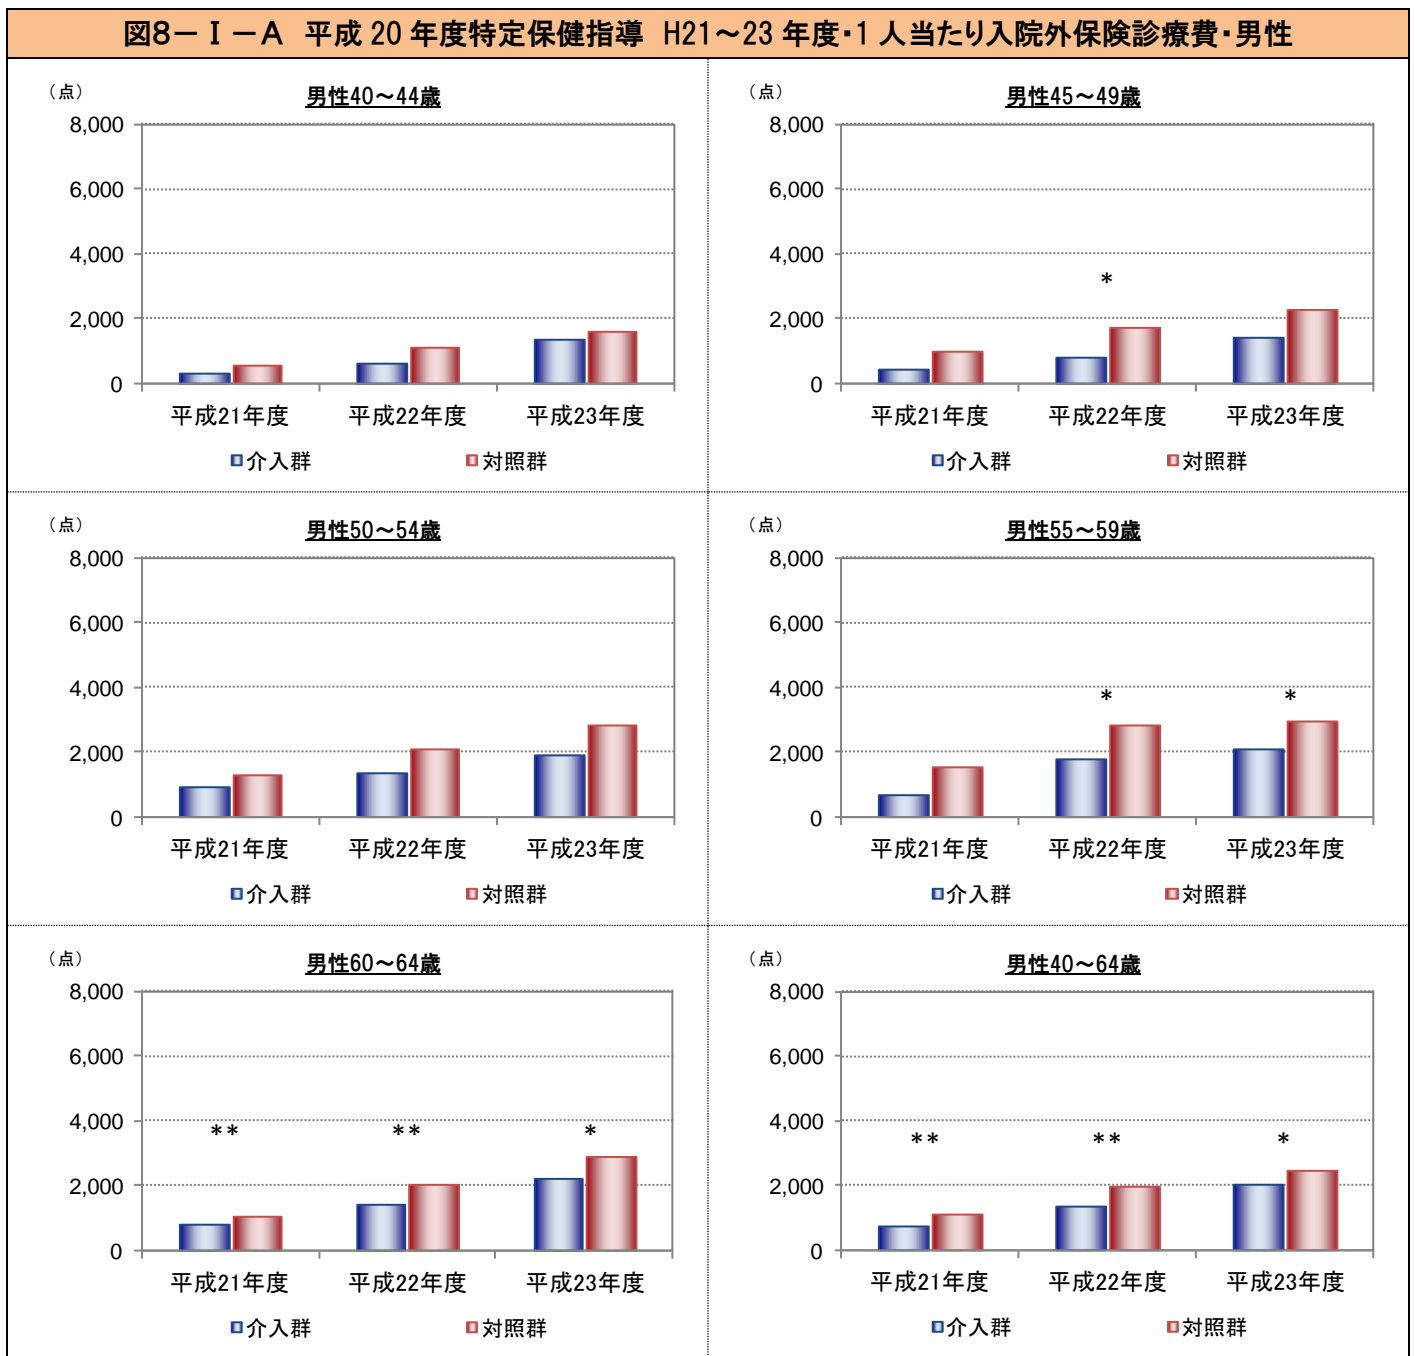 図8－Ⅰ－A 平成 20 年度特定保健指導 H21～23 年度・1 人当たり入院外保険診療費・男性
（点）
男性40～44歳
8,000
6,000
4,000
2,000
0
平成21年度 平成22年度 平成23年度
介入群 対照群
（点）
男性45～49歳
8,000
6,000
4,000
*
2,000
0
平成21年度 平成22年度 平成23年度
介入群 対照群
（点）
男性50～54歳
8,000
6,000
4,000
2,000
0
平成21年度 平成22年度 平成23年度
介入群 対照群
（点）
男性55～59歳
8,000
6,000
4,000
* *
2,000
0
平成21年度 平成22年度 平成23年度
介入群 対照群
（点）
男性60～64歳
8,000
6,000
4,000
** ** *
2,000
0
平成21年度 平成22年度 平成23年度
介入群 対照群
（点）
男性40～64歳
8,000
6,000
4,000
** ** *
2,000
0
平成21年度 平成22年度 平成23年度
介入群 対照群